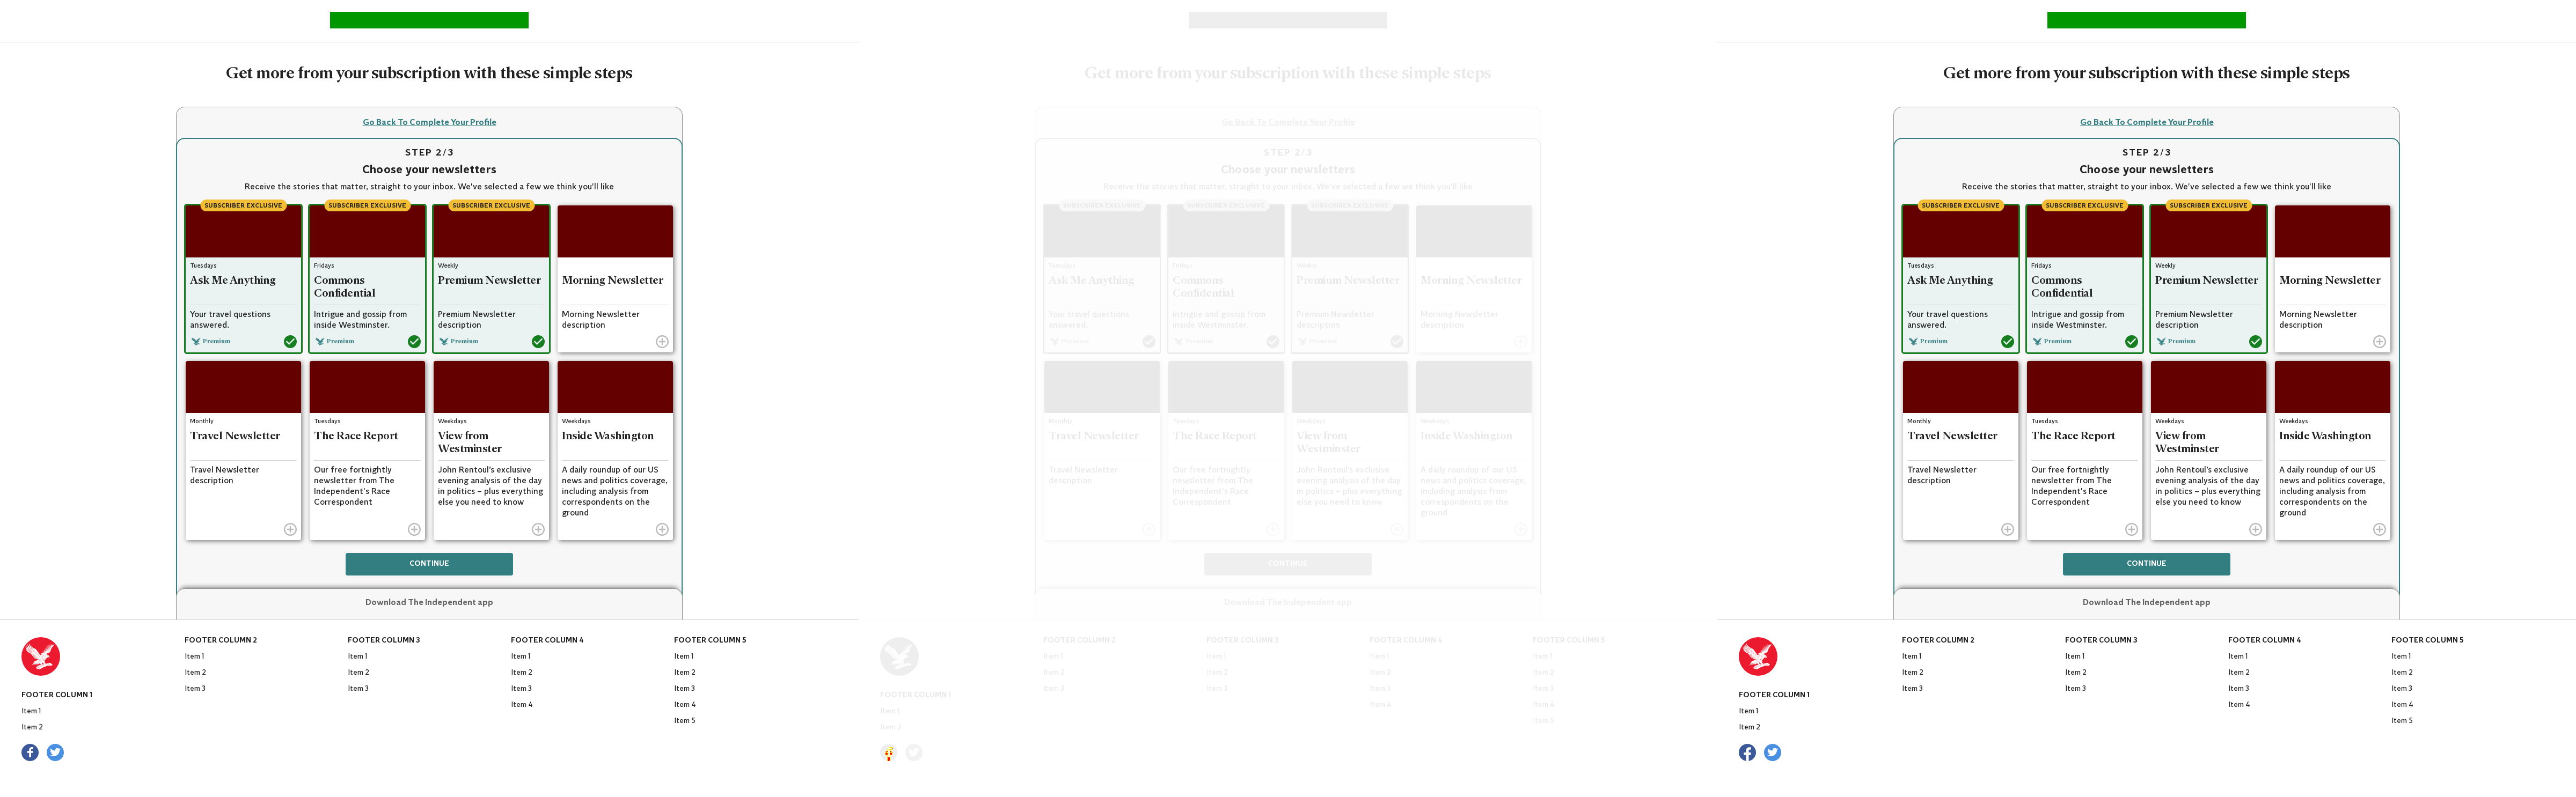 Get more from your subscription with these simple steps
Go Back To Complete Your Profile
STEP 2/3
Choose your newsletters
Receive the stories that matter, straight to your inbox. We've selected a few we think you'll like
SUBSCRIBER EXCLUSIVE
SUBSCRIBER EXCLUSIVE
SUBSCRIBER EXCLUSIVE
Tuesdays
Ask Me Anything
Your travel questions
answered.
Premium
Fridays
Commons
Confidential
Intrigue and gossip from
inside Westminster.
Premium
Weekly
Premium Newsletter
Premium Newsletter
description
Premium
Morning Newsletter
Morning Newsletter
description
Monthly
Travel Newsletter
Travel Newsletter
description
Tuesdays
The Race Report
Our free fortnightly
newsletter from The
Independent's Race
Correspondent
Weekdays
View from
Westminster
John Rentoul's exclusive
evening analysis of the day
in politics – plus everything
else you need to know
Weekdays
Inside Washington
A daily roundup of our US
news and politics coverage,
including analysis from
correspondents on the
ground
CONTINUE
Download The Independent app
FOOTER COLUMN 1
Item 1
Item 2
FOOTER COLUMN 2
Item 1
Item 2
Item 3
FOOTER COLUMN 3
Item 1
Item 2
Item 3
FOOTER COLUMN 4
Item 1
Item 2
Item 3
Item 4
FOOTER COLUMN 5
Item 1
Item 2
Item 3
Item 4
Item 5
Get more from your subscription with these simple steps
Go Back To Complete Your Profile
STEP 2/3
Choose your newsletters
Receive the stories that matter, straight to your inbox. We've selected a few we think you'll like
SUBSCRIBER EXCLUSIVE
SUBSCRIBER EXCLUSIVE
SUBSCRIBER EXCLUSIVE
Tuesdays
Ask Me Anything
Your travel questions
answered.
Premium
Fridays
Commons
Confidential
Intrigue and gossip from
inside Westminster.
Premium
Weekly
Premium Newsletter
Premium Newsletter
description
Premium
Morning Newsletter
Morning Newsletter
description
Monthly
Travel Newsletter
Travel Newsletter
description
Tuesdays
The Race Report
Our free fortnightly
newsletter from The
Independent's Race
Correspondent
Weekdays
View from
Westminster
John Rentoul's exclusive
evening analysis of the day
in politics – plus everything
else you need to know
Weekdays
Inside Washington
A daily roundup of our US
news and politics coverage,
including analysis from
correspondents on the
ground
CONTINUE
Download The Independent app
FOOTER COLUMN 1
Item 1
Item 2
FOOTER COLUMN 2
Item 1
Item 2
Item 3
FOOTER COLUMN 3
Item 1
Item 2
Item 3
FOOTER COLUMN 4
Item 1
Item 2
Item 3
Item 4
FOOTER COLUMN 5
Item 1
Item 2
Item 3
Item 4
Item 5
Get more from your subscription with these simple steps
Go Back To Complete Your Profile
STEP 2/3
Choose your newsletters
Receive the stories that matter, straight to your inbox. We've selected a few we think you'll like
SUBSCRIBER EXCLUSIVE
SUBSCRIBER EXCLUSIVE
SUBSCRIBER EXCLUSIVE
Tuesdays
Ask Me Anything
Your travel questions
answered.
Premium
Fridays
Commons
Confidential
Intrigue and gossip from
inside Westminster.
Premium
Weekly
Premium Newsletter
Premium Newsletter
description
Premium
Morning Newsletter
Morning Newsletter
description
Monthly
Travel Newsletter
Travel Newsletter
description
Tuesdays
The Race Report
Our free fortnightly
newsletter from The
Independent's Race
Correspondent
Weekdays
View from
Westminster
John Rentoul's exclusive
evening analysis of the day
in politics – plus everything
else you need to know
Weekdays
Inside Washington
A daily roundup of our US
news and politics coverage,
including analysis from
correspondents on the
ground
CONTINUE
Download The Independent app
FOOTER COLUMN 1
Item 1
Item 2
FOOTER COLUMN 2
Item 1
Item 2
Item 3
FOOTER COLUMN 3
Item 1
Item 2
Item 3
FOOTER COLUMN 4
Item 1
Item 2
Item 3
Item 4
FOOTER COLUMN 5
Item 1
Item 2
Item 3
Item 4
Item 5